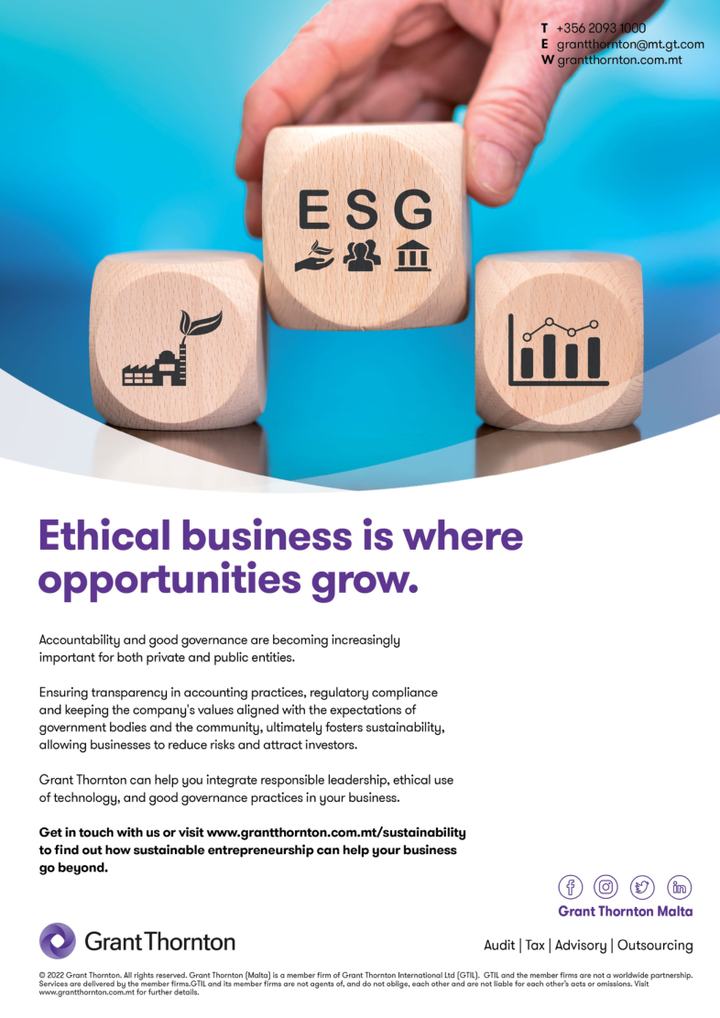 T +356 2093 1000
E grantthornton@mt.gt.com
W grantthornton.com.mt
E S G
Ethical business is where
opportunities grow.
Accountability and good governance are becoming increasingly
important for both private and public entities.
Ensuring transparency in accounting practices, regulatory compliance
and keeping the company's values aligned with the expectations of
government bodies and the community, ultimately fosters sustainability,
allowing businesses to reduce risks and attract investors.
Grant Thornton can help you integrate responsible leadership, ethical use
of technology, and good governance practices in your business.
Get in touch with us or visit www.grantthornton.com.mt/sustainability
to find out how sustainable entrepreneurship can help your business
go beyond.
Grant Thornton Malta
Grant Thornton
Audit | Tax | Advisory | Outsourcing
© 2022 Grant Thornton. All rights reserved. Grant Thornton (Malta) is a member firm of Grant Thornton International Ltd (GTIL). GTIL and the member firms are not a worldwide partnership.
Services are delivered by the member firms.GTIL and its member firms are not agents of, and do not oblige, each other and are not liable for each other's acts or omissions. Visit
www.grantthornton.com.mt for further details.